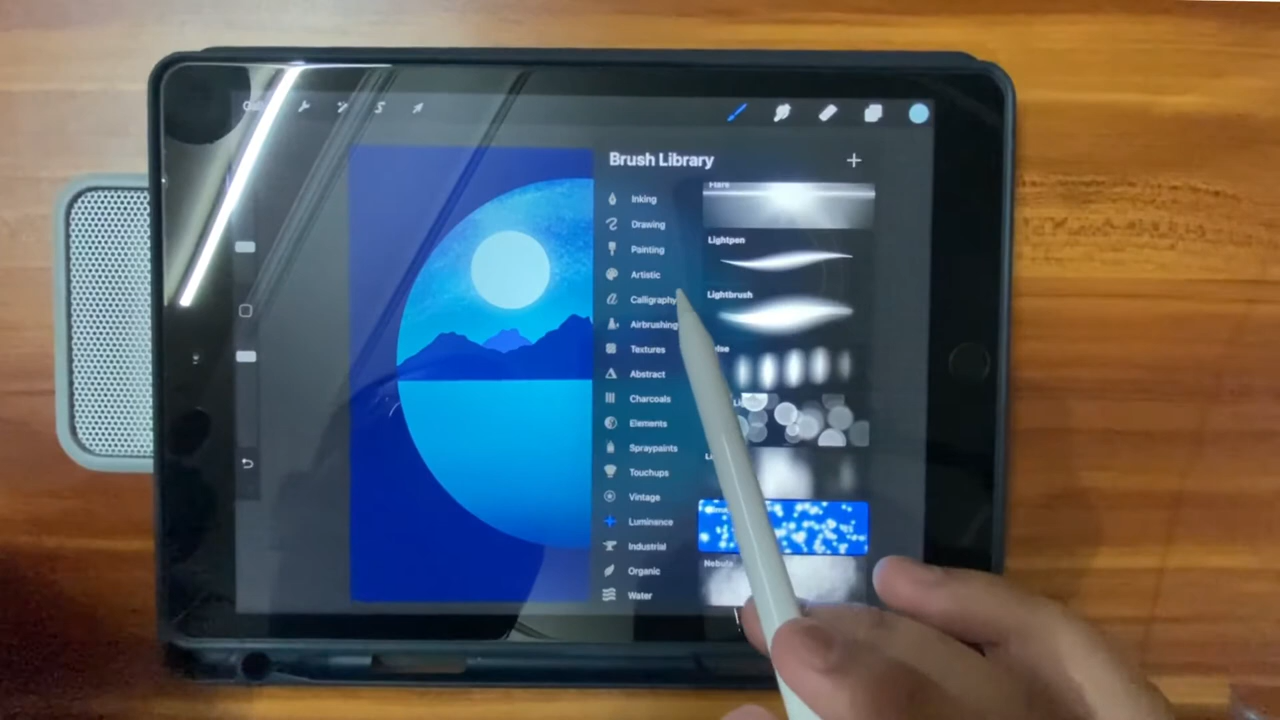 Brush Library
Inking
Drawing
Painting
Artistic
Calligraphy
Airbrushing
Textures
Abstract
Charcoals
Elements
Spraypaints
Touchups
Vintage
Luminance
Industrial
Organic
Water
Flare
Lightpen
Lightbrush
Nebula